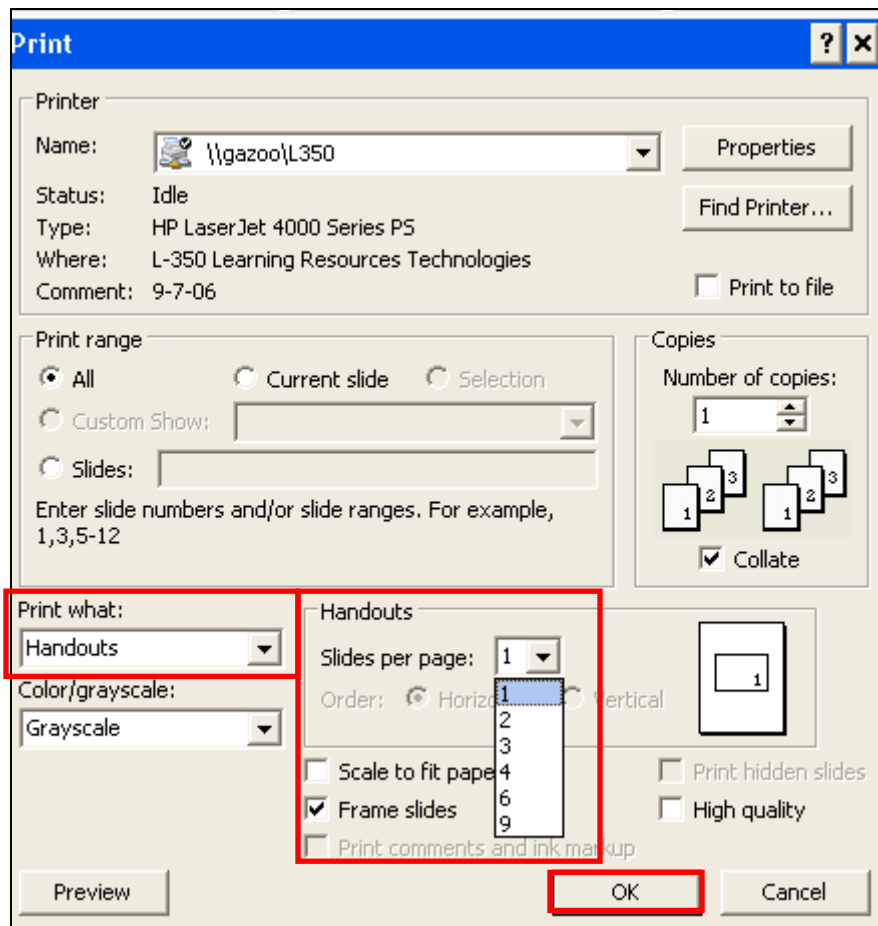 Print
Printer
Name: \\gazoo\L350 Properties
Status: Idle
Find Printer...
Type: HP LaserJet 4000 Series PS
Where: L-350 Learning Resources Technologies
Comment: 9-7-06 Print to file
Print range
All Current slide Selection
Custom Show:
Slides:
Enter slide numbers and/or slide ranges. For example,
1,3,5-12
Copies
Number of copies:
1
1 2 3 1 2 3
Collate
Print what:
Handouts
Color/grayscale:
Grayscale
Handouts
Slides per page: 1
Order: Horizo Vertical
1
2
3
4
6
9
1
Scale to fit pape
Frame slides
Print comments and ink markup
Print hidden slides
High quality
Preview OK Cancel